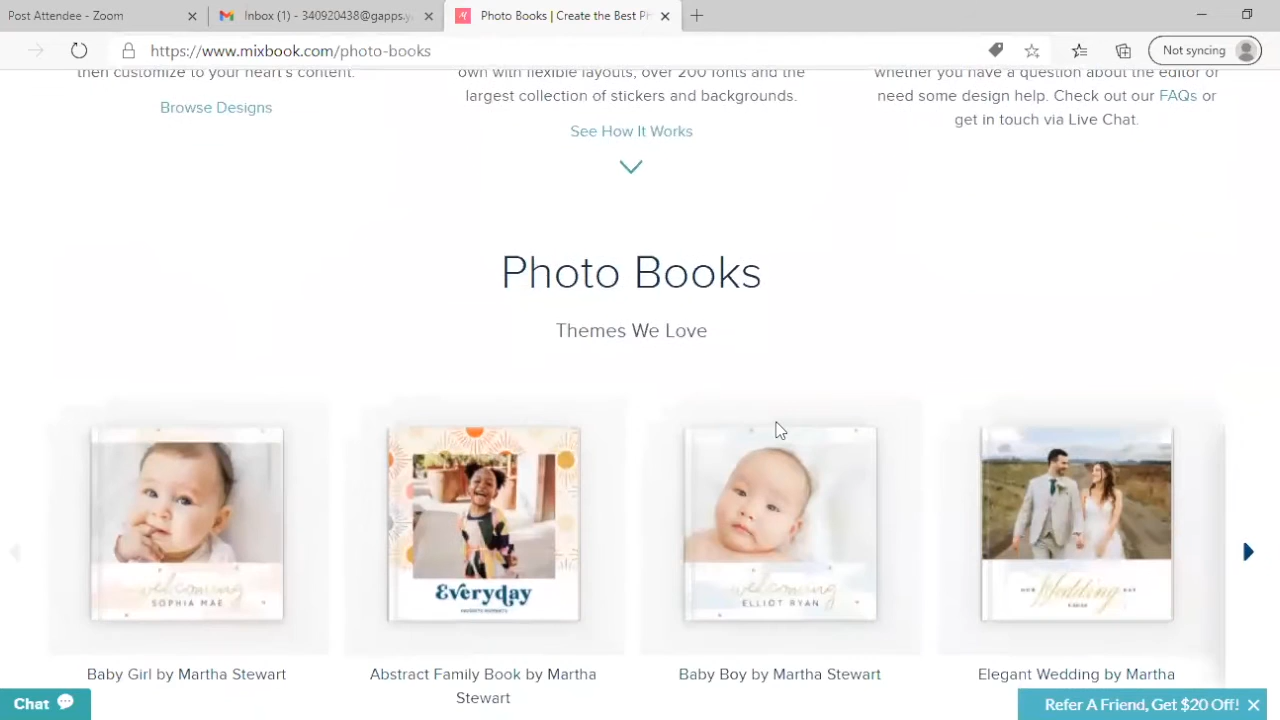 Post Attendee - Zoom
Inbox (1) - 340920438@gapps.y
Photo Books | Create the Best Ph
https://www.mixbook.com/photo-books
Not syncing
then customize to your heart's content.
Browse Designs
own with flexible layouts, over 200 fonts and the
largest collection of stickers and backgrounds.
See How It Works
whether you have a question about the editor or
need some design help. Check out our FAQs or
get in touch via Live Chat.
Photo Books
Themes We Love
welcoming
SOPHIA MAE
Everyday
welcoming
ELLIOT RYAN
OUR Wedding DAY
Baby Girl by Martha Stewart
Abstract Family Book by Martha
Stewart
Baby Boy by Martha Stewart
Elegant Wedding by Martha
Chat
Refer A Friend, Get $20 Off!